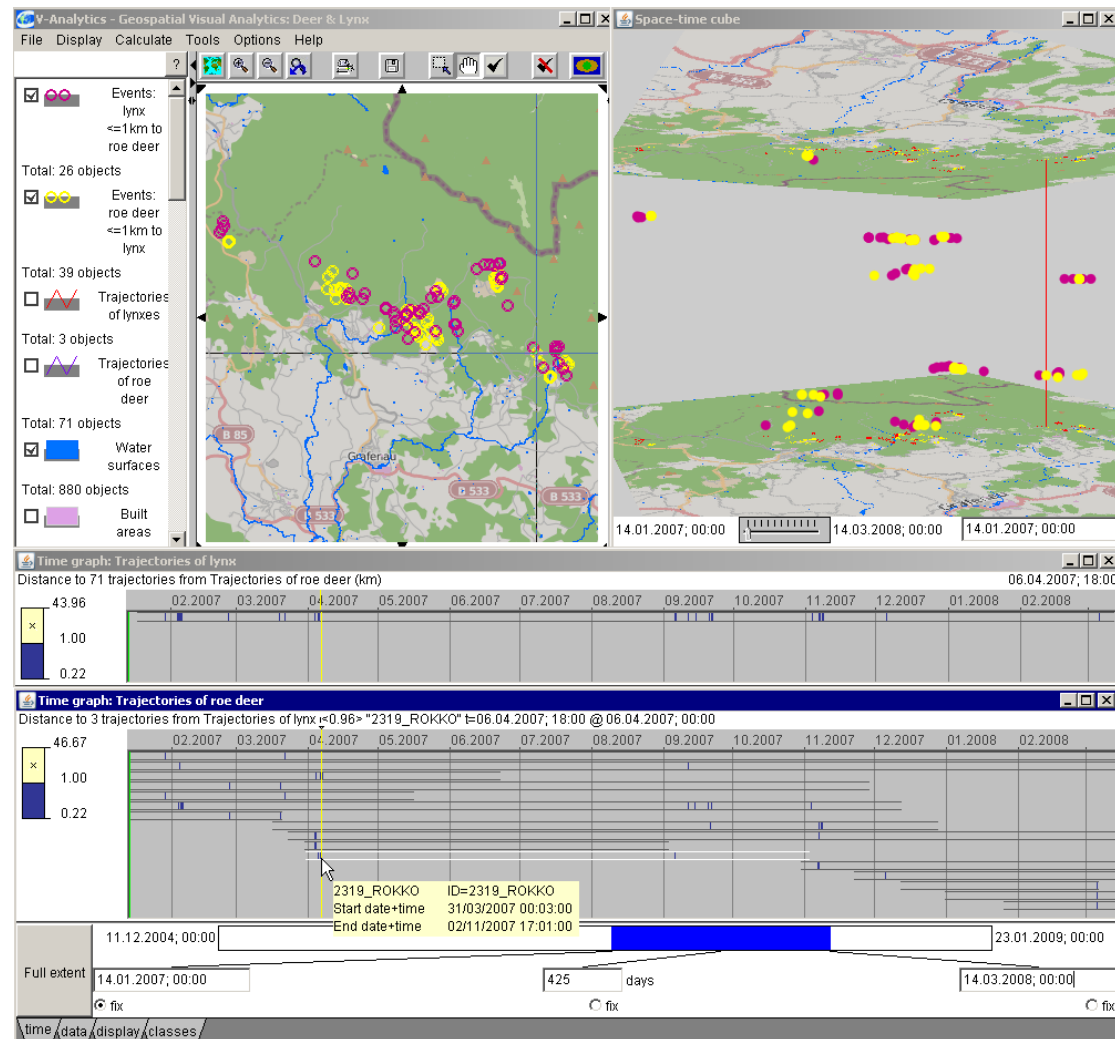 V-Analytics - Geospatial Visual Analytics: Deer & Lynx
File Display Calculate Tools Options Help
?
Events:
lynx
<=1km to
roe deer
Total: 26 objects
Events:
roe deer
<=1km to
lynx
Total: 39 objects
Trajectories
of lynxes
Total: 3 objects
Trajectories
of roe
deer
Total: 71 objects
Water
surfaces
Total: 880 objects
Built
areas
B 85
Grafenau
B 533
B 533
B 533
Space-time cube
14.01.2007; 00:00
14.03.2008; 00:00
14.01.2007; 00:00
Time graph: Trajectories of lynx
Distance to 71 trajectories from Trajectories of roe deer (km)
06.04.2007; 18:00
02.2007 03.2007 04.2007 05.2007 06.2007 07.2007 08.2007 09.2007 10.2007 11.2007 12.2007 01.2008 02.2008
43.96
1.00
0.22
Time graph: Trajectories of roe deer
Distance to 3 trajectories from Trajectories of lynx <0.96> "2319_ROKKO" t=06.04.2007; 18:00 @ 06.04.2007; 00:00
02.2007 03.2007 04.2007 05.2007 06.2007 07.2007 08.2007 09.2007 10.2007 11.2007 12.2007 01.2008 02.2008
46.67
1.00
0.22
2319_ROKKO ID=2319_ROKKO
Start date+time 31/03/2007 00:03:00
End date+time 02/11/2007 17:01:00
11.12.2004; 00:00
23.01.2009; 00:00
Full extent
14.01.2007; 00:00
425 days
14.03.2008; 00:00
fix
fix
fix
time data display classes